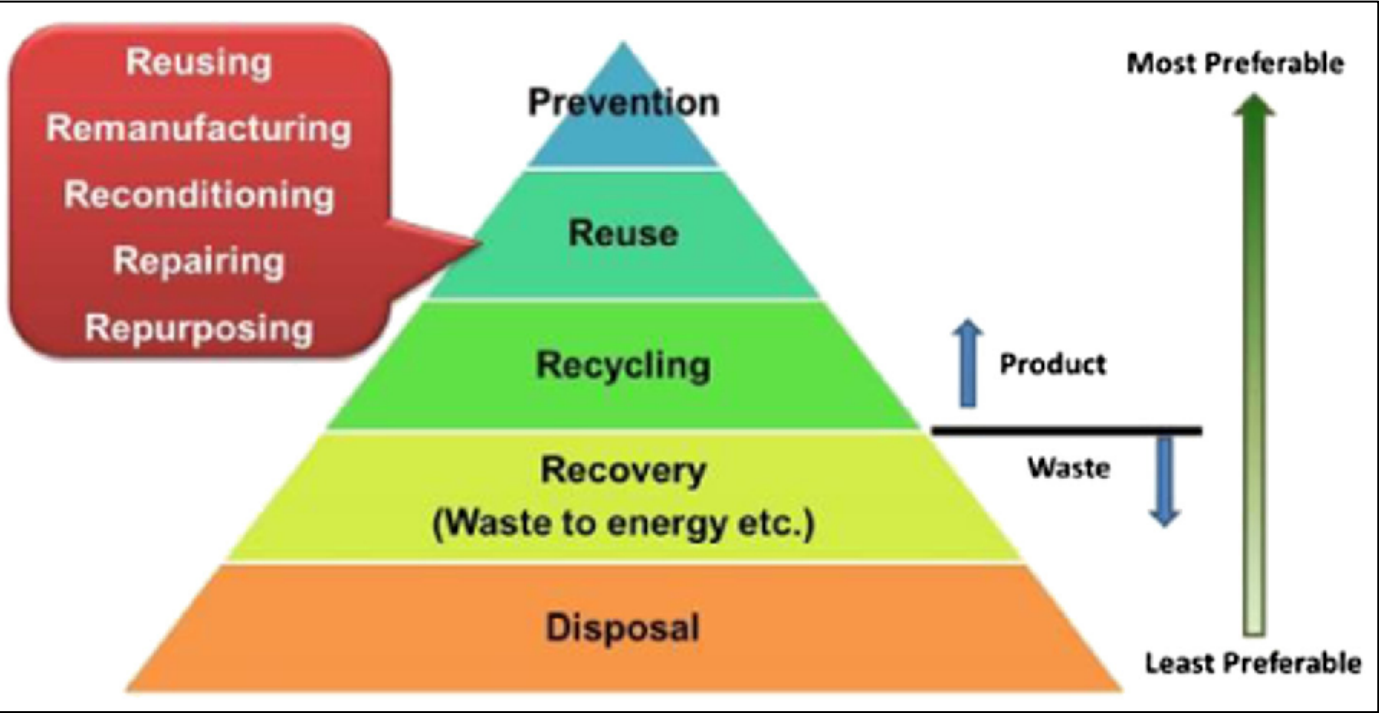 Reusing
Remanufacturing
Reconditioning
Repairing
Repurposing
Prevention
Reuse
Recycling
Recovery
(Waste to energy etc.)
Disposal
Most Preferable
Product
Waste
Least Preferable